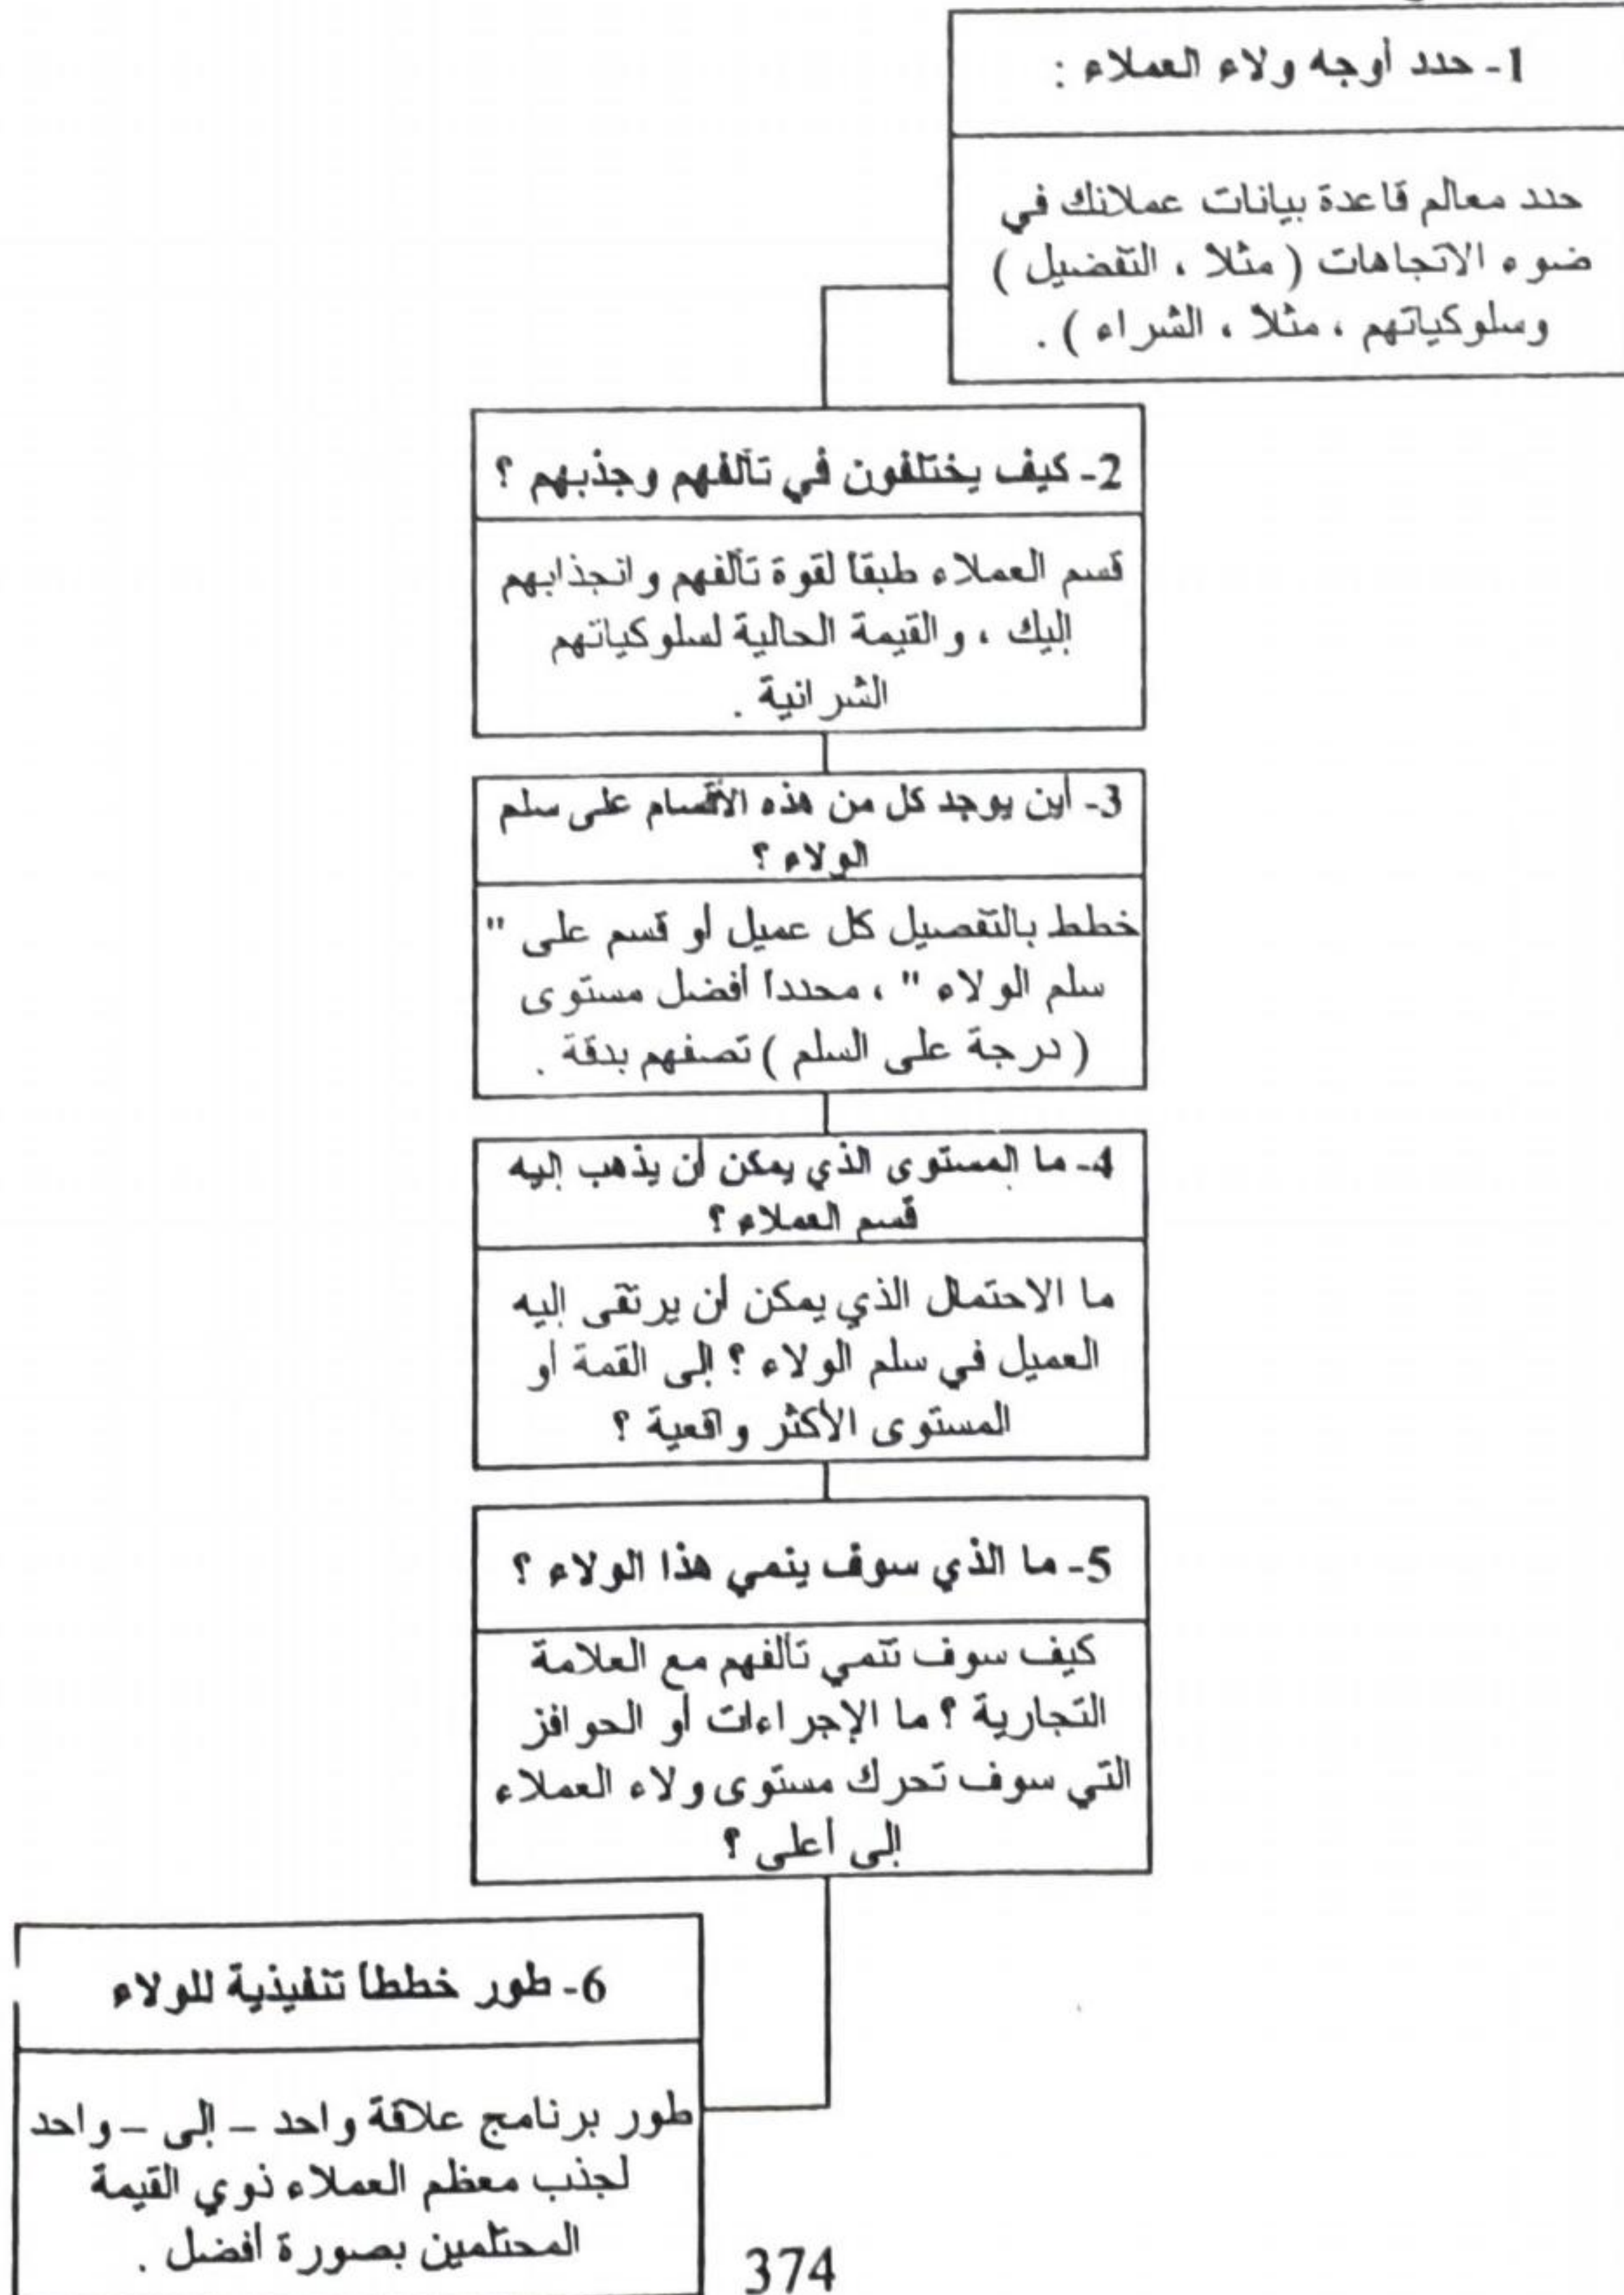 1- حدد أوجه ولاء العملاء :
حدد معالم قاعدة بيانات عملائك في
ضوء الاتجاهات ( مثلا ، التفضيل )
وسلوكياتهم ، مثلا ، الشراء ) .
2- كيف يختلفون في تآلفهم وجذبهم ؟
قسم العملاء طبقا لقوة تآلفهم وانجذابهم
إليك ، والقيمة الحالية لسلوكياتهم
الشرائية .
3- أين يوجد كل من هذه الأقسام على سلم
الولاء ؟
خطط بالتفصيل كل عميل أو قسم على "
سلم الولاء " ، محددا أفضل مستوى
( درجة على السلم ) تصفهم بدقة .
4- ما المستوى الذي يمكن أن يذهب إليه
قسم العملاء ؟
ما الاحتمال الذي يمكن أن يرتقى إليه
العميل في سلم الولاء ؟ إلى القمة أو
المستوى الأكثر واقعية ؟
5- ما الذي سوف ينمي هذا الولاء ؟
كيف سوف تنمي تآلفهم مع العلامة
التجارية ؟ ما الإجراءات أو الحوافز
التي سوف تحرك مستوى ولاء العملاء
إلى أعلى ؟
6- طور خططا تنفيذية للولاء
طور برنامج علاقة واحد – إلى – واحد
لجذب معظم العملاء ذوي القيمة
المحتلمين بصورة أفضل .
374